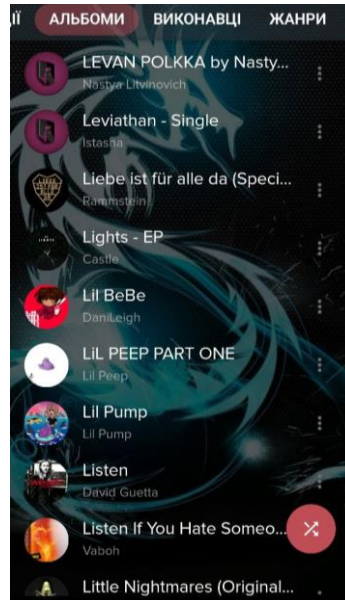 ІЇ АЛЬБОМИ ВИКОНАВЦІ ЖАНРИ
LEVAN POLKKA by Nasty...
Nastya Litvinovich
Leviathan - Single
Istasha
Liebe ist für alle da (Speci...
Rammstein
Lights - EP
Castle
Lil BeBe
DaniLeigh
LiL PEEP PART ONE
Lil Peep
Lil Pump
Lil Pump
Listen
David Guetta
Listen If You Hate Someo...
Vaboh
Little Nightmares (Original...